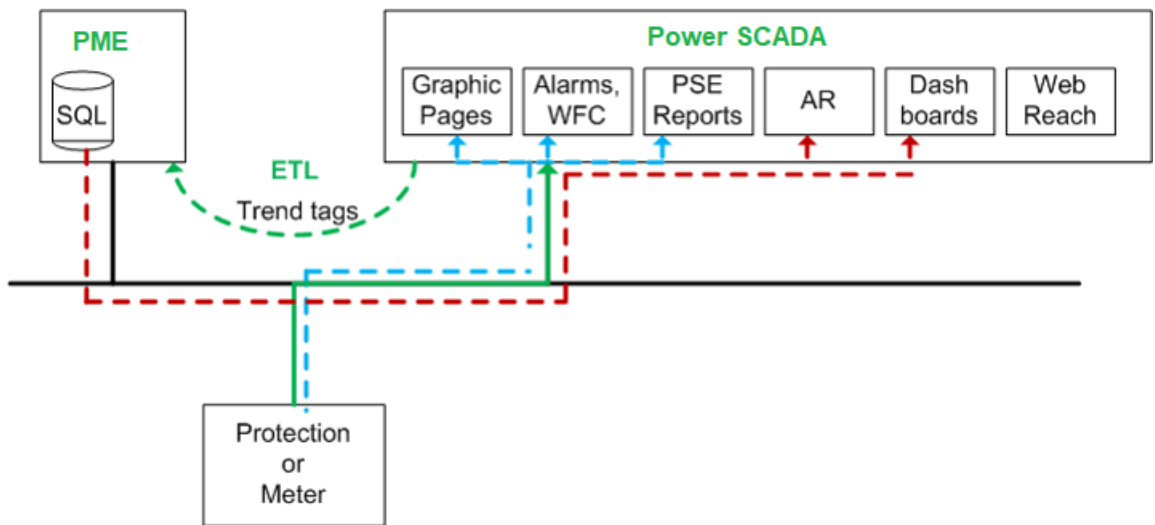 PME
Power SCADA
SQL
Graphic
Pages
Alarms,
WFC
PSE
Reports
AR
Dash
boards
Web
Reach
ETL
Trend tags
Protection
or
Meter